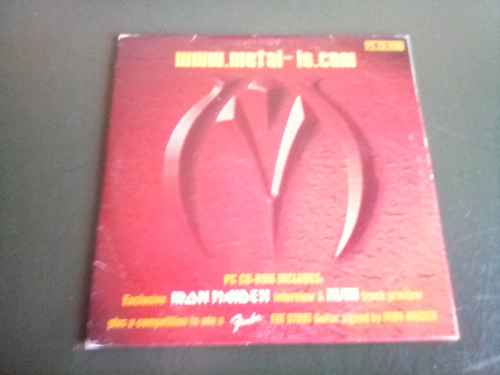 www.metal-is.com
PC CD-ROM INCLUDES:
Exclusive IRON MAIDEN interview & track preview
plus a competition to win a Fender FAT STRAT Guitar signed by IRON MAIDEN